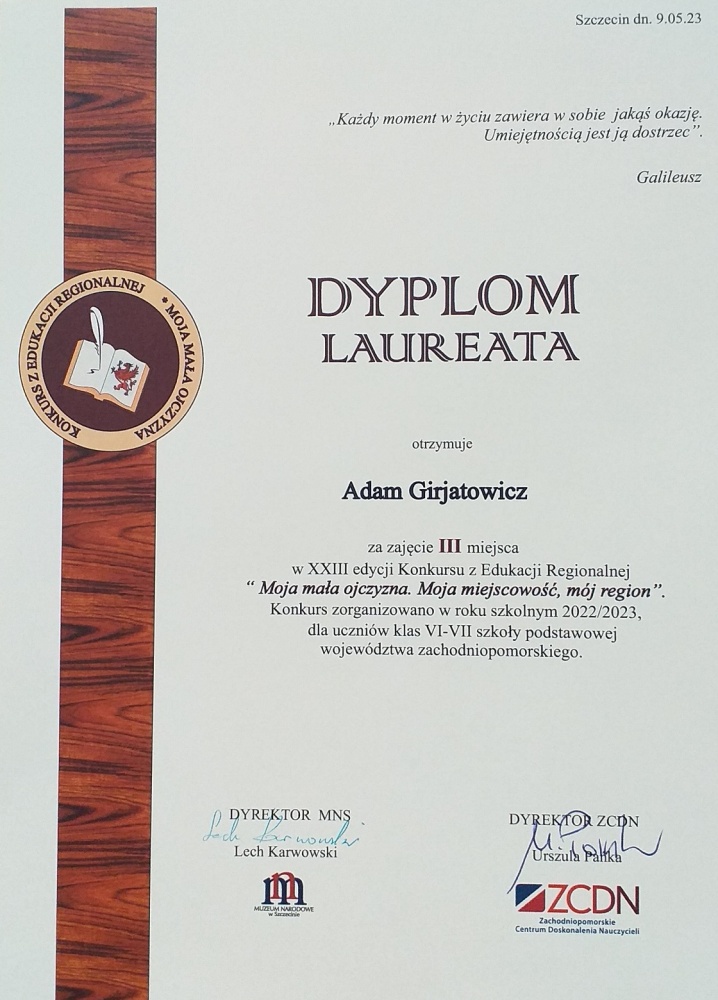 Szczecin dn. 9.05.23
„Każdy moment w życiu zawiera w sobie jakąś okazję.
Umiejętnością jest ją dostrzec”.
Galileusz
KONKURS Z EDUKACJI REGIONALNEJ * MOJA MAŁA OJCZYZNA
DYPLOM
LAUREATA
otrzymuje
Adam Girjatowicz
za zajęcie III miejsca
w XXIII edycji Konkursu z Edukacji Regionalnej
“ Moja mała ojczyzna. Moja miejscowość, mój region”.
Konkurs zorganizowano w roku szkolnym 2022/2023,
dla uczniów klas VI-VII szkoły podstawowej
województwa zachodniopomorskiego.
DYREKTOR MNS
Lech Karwowski
Lech Karwowski
MUZEUM NARODOWE
w Szczecinie
DYREKTOR ZCDN
Urszula Pańka
ZCDN
Zachodniopomorskie
Centrum Doskonalenia Nauczycieli